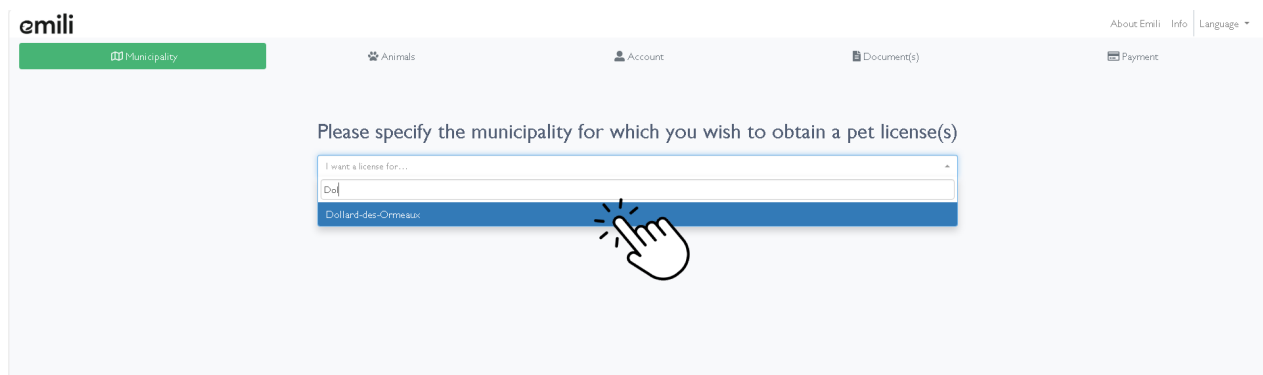 emili
About Emili Info Language
Municipality Animals Account Document(s) Payment
Please specify the municipality for which you wish to obtain a pet license(s)
I want a license for...
Dol
Dollard-des-Ormeaux